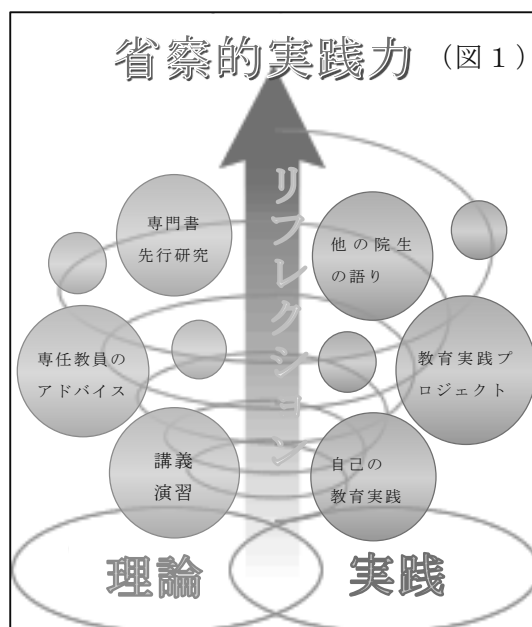 省察的実践力 (図１)
リフレクション
専門書
先行研究
他の院生
の語り
専任教員の
アドバイス
教育実践プ
ロジェクト
講義
演習
自己の
教育実践
理論
実践